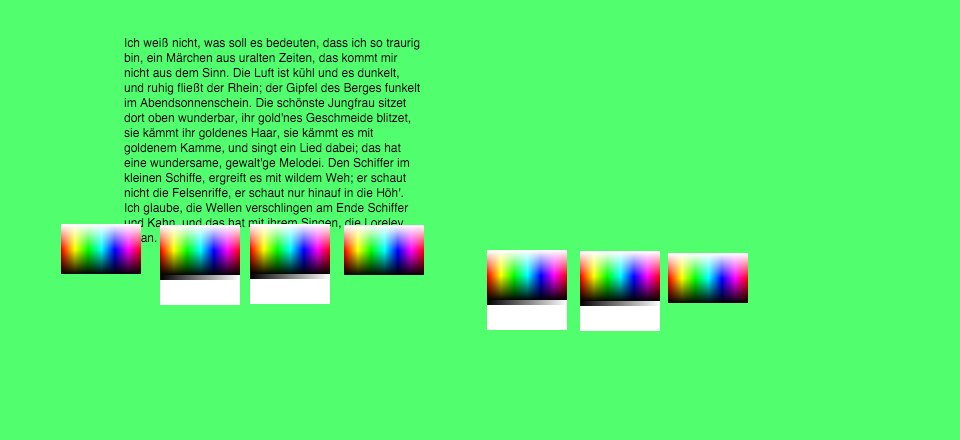 Ich weiß nicht, was soll es bedeuten, dass ich so traurig
bin, ein Märchen aus uralten Zeiten, das kommt mir
nicht aus dem Sinn. Die Luft ist kühl und es dunkelt,
und ruhig fließt der Rhein; der Gipfel des Berges funkelt
im Abendsonnenschein. Die schönste Jungfrau sitzet
dort oben wunderbar, ihr gold'nes Geschmeide blitzet,
sie kämmt ihr goldenes Haar, sie kämmt es mit
goldenem Kamme, und singt ein Lied dabei; das hat
eine wundersame, gewalt'ge Melodei. Den Schiffer im
kleinen Schiffe, ergreift es mit wildem Weh; er schaut
nicht die Felsenriffe, er schaut nur hinauf in die Höh'.
Ich glaube, die Wellen verschlingen am Ende Schiffer
und Kahn, und das hat mit ihrem Singen, die Loreley